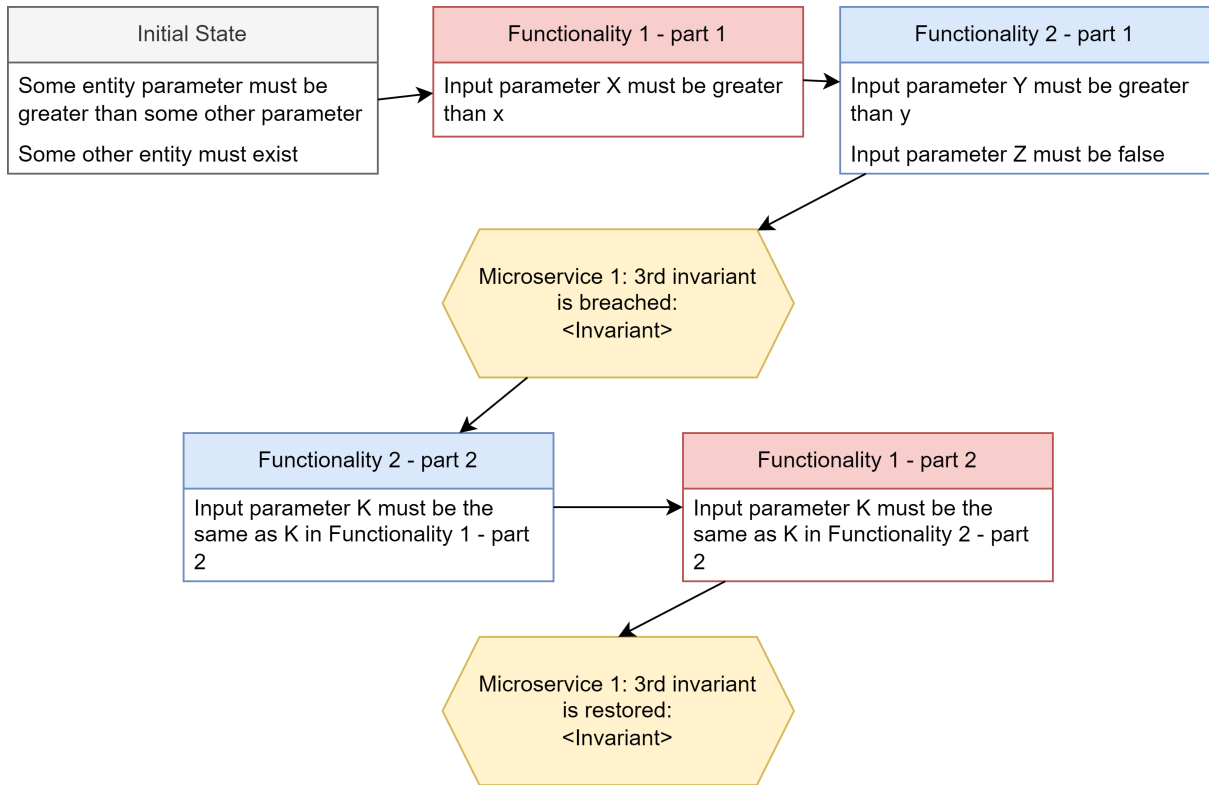 Initial State
Some entity parameter must be
greater than some other parameter
Some other entity must exist
Functionality 1 - part 1
Input parameter X must be greater
than x
Functionality 2 - part 1
Input parameter Y must be greater
than y
Input parameter Z must be false
Microservice 1: 3rd invariant
is breached:
<Invariant>
Functionality 2 - part 2
Input parameter K must be the
same as K in Functionality 1 - part
2
Functionality 1 - part 2
Input parameter K must be the
same as K in Functionality 2 - part
2
Microservice 1: 3rd invariant
is restored:
<Invariant>